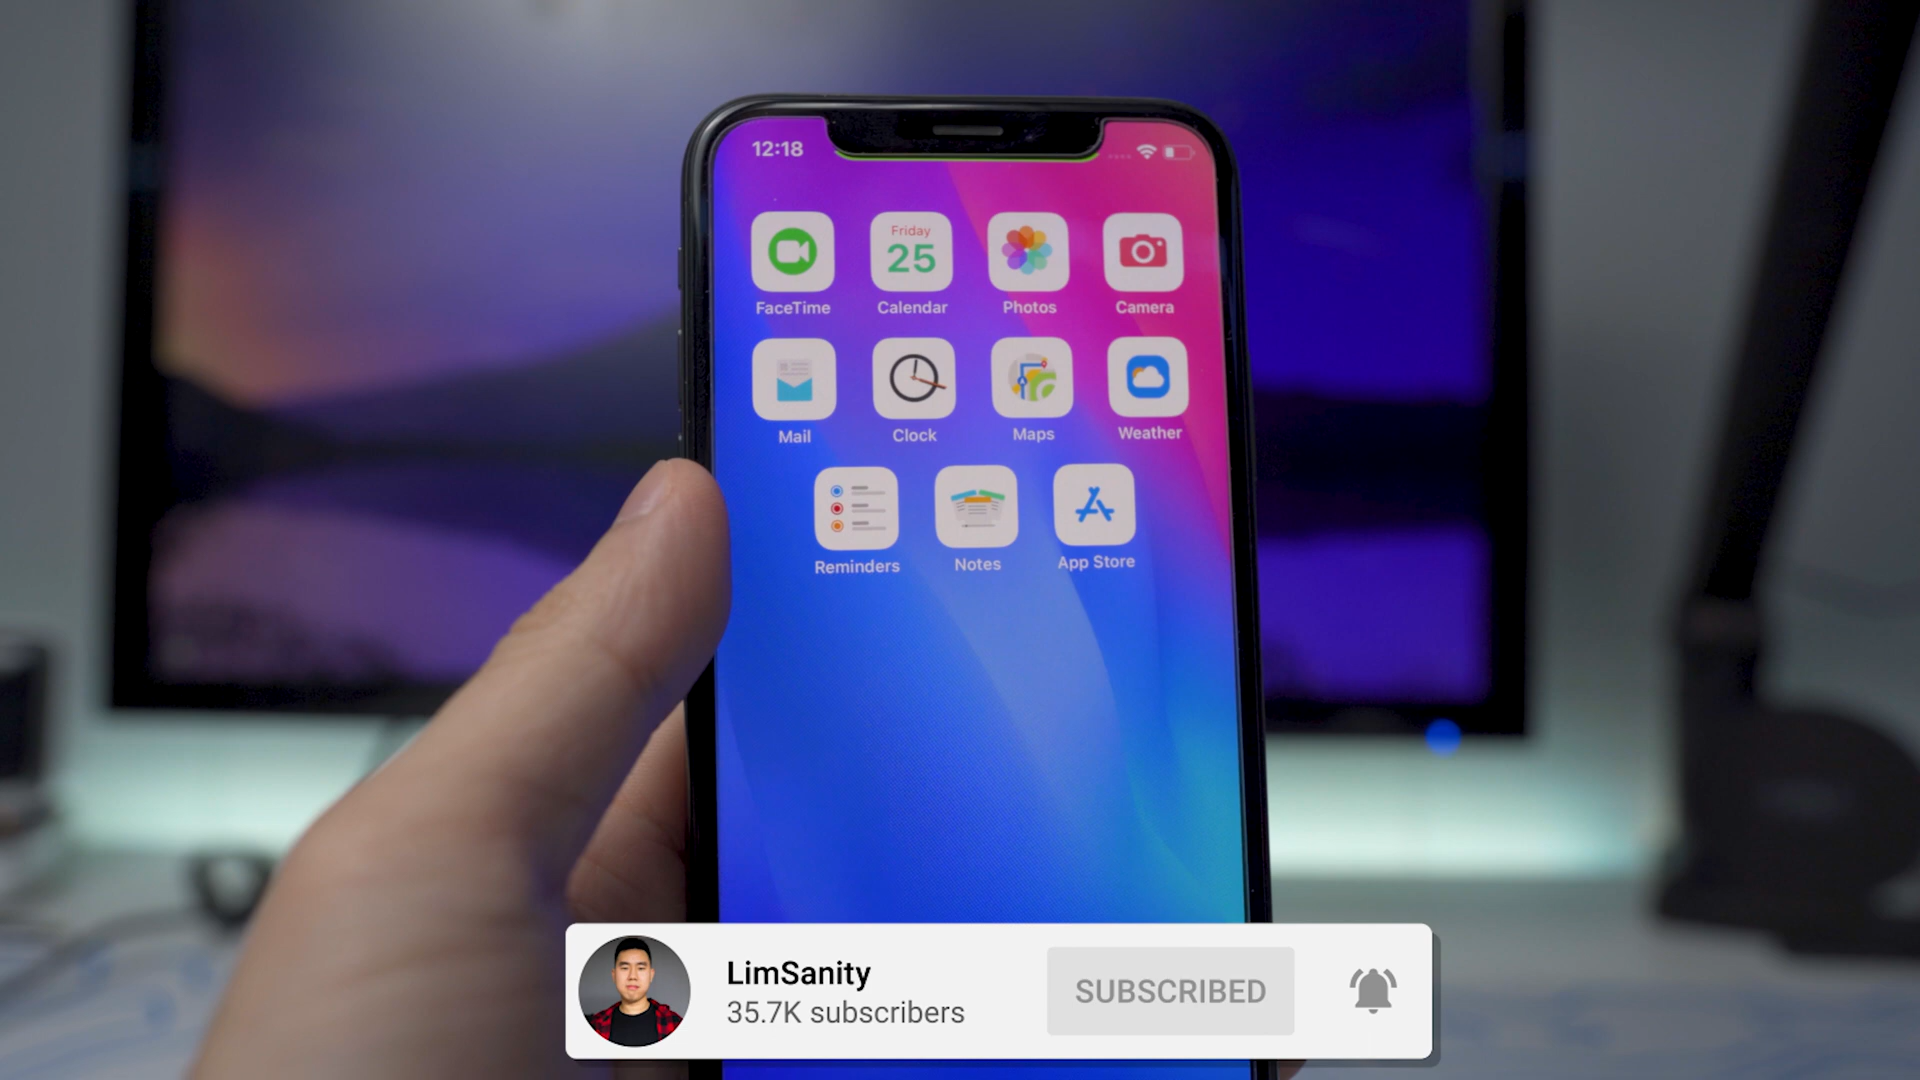 12:18
Friday
25
FaceTime
Calendar
Photos
Camera
Mail
Clock
Maps
Weather
Reminders
Notes
App Store
LimSanity
35.7K subscribers
SUBSCRIBED